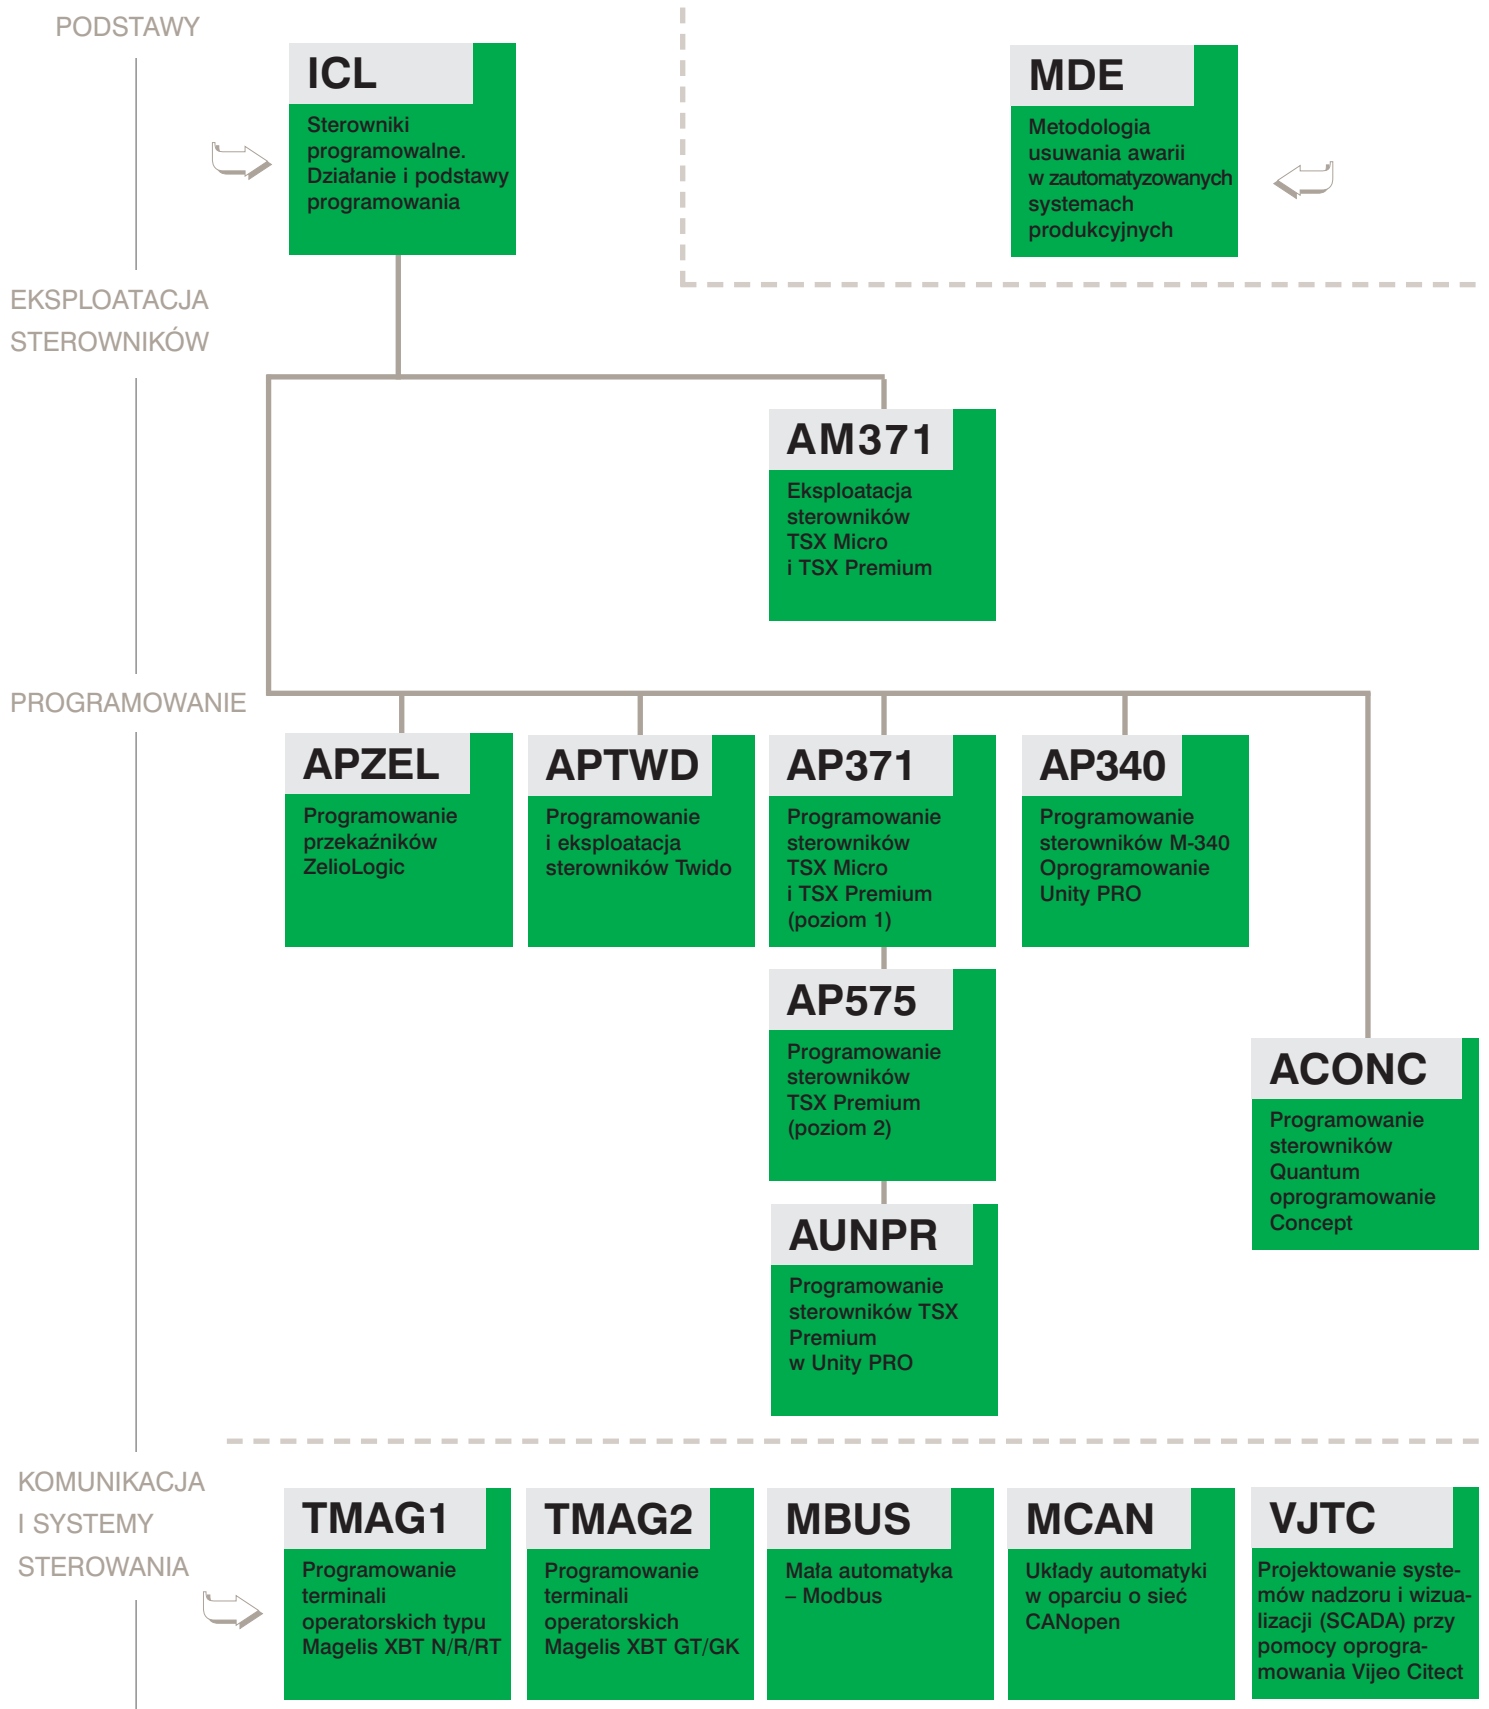 PODSTAWY
ICL
Sterowniki
programowalne.
Działanie i podstawy
programowania
MDE
Metodologia
usuwania awarii
w zautomatyzowanych
systemach
produkcyjnych
EKSPLOATACJA
STEROWNIKÓW
AM371
Eksploatacja
sterowników
TSX Micro
i TSX Premium
PROGRAMOWANIE
APZEL
Programowanie
przekaźników
ZelioLogic
APTWD
Programowanie
i eksploatacja
sterowników Twido
AP371
Programowanie
sterowników
TSX Micro
i TSX Premium
(poziom 1)
AP340
Programowanie
sterowników M-340
Oprogramowanie
Unity PRO
AP575
Programowanie
sterowników
TSX Premium
(poziom 2)
ACONC
Programowanie
sterowników
Quantum
oprogramowanie
Concept
AUNPR
Programowanie
sterowników TSX
Premium
w Unity PRO
KOMUNIKACJA
I SYSTEMY
STEROWANIA
TMAG1
Programowanie
terminali
operatorskich typu
Magelis XBT N/R/RT
TMAG2
Programowanie
terminali
operatorskich
Magelis XBT GT/GK
MBUS
Mała automatyka
– Modbus
MCAN
Układy automatyki
w oparciu o sieć
CANopen
VJTC
Projektowanie syste-
mów nadzoru i wizua-
lizacji (SCADA) przy
pomocy oprogra-
mowania Vijeo Citect